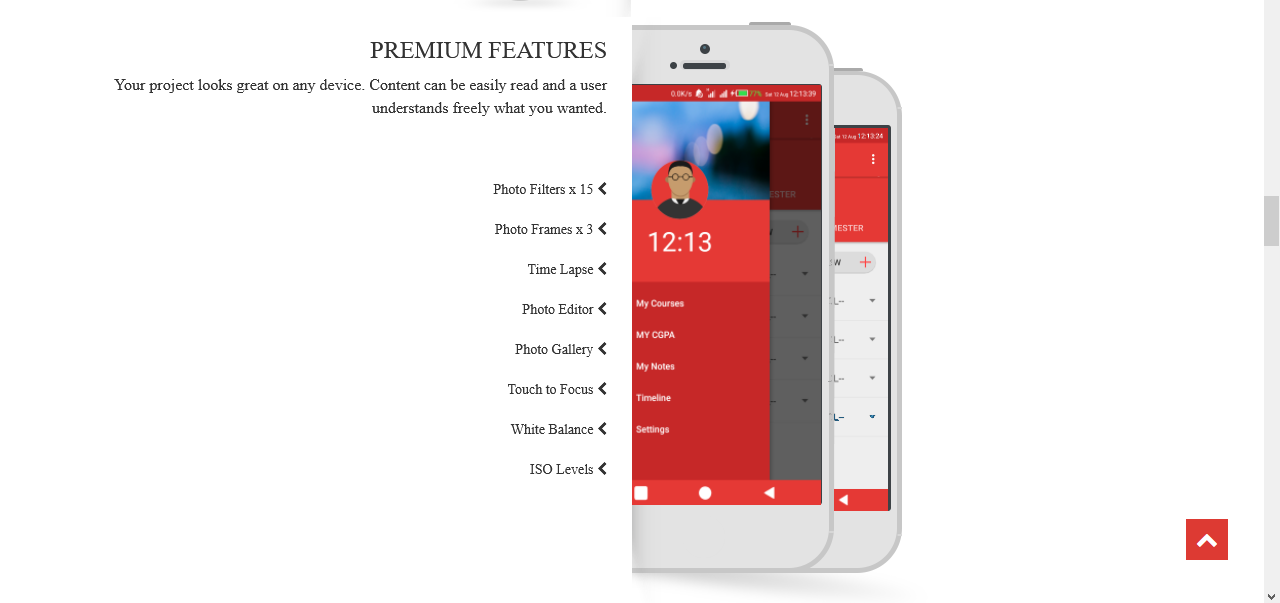 PREMIUM FEATURES
Your project looks great on any device. Content can be easily read and a user
understands freely what you wanted.
Photo Filters x 15
Photo Frames x 3
Time Lapse
Photo Editor
Photo Gallery
Touch to Focus
White Balance
ISO Levels
0.0K/s 77% Sat 12 Aug 12:13:39
12:13
My Courses
MY CGPA
My Notes
Timeline
Settings
ESTER
Sat 12 Aug 12:13:24
MESTER
W
L--
L--
L--
L--